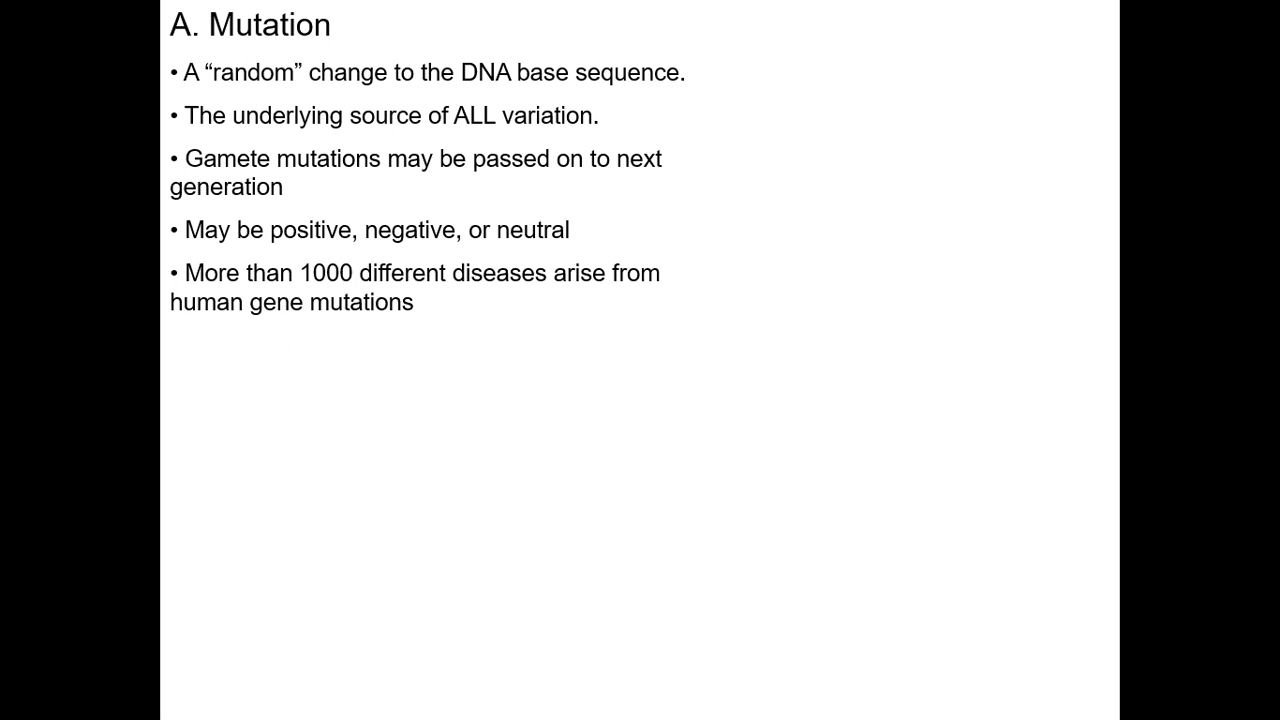 A. Mutation
• A “random” change to the DNA base sequence.
• The underlying source of ALL variation.
• Gamete mutations may be passed on to next
generation
• May be positive, negative, or neutral
• More than 1000 different diseases arise from
human gene mutations